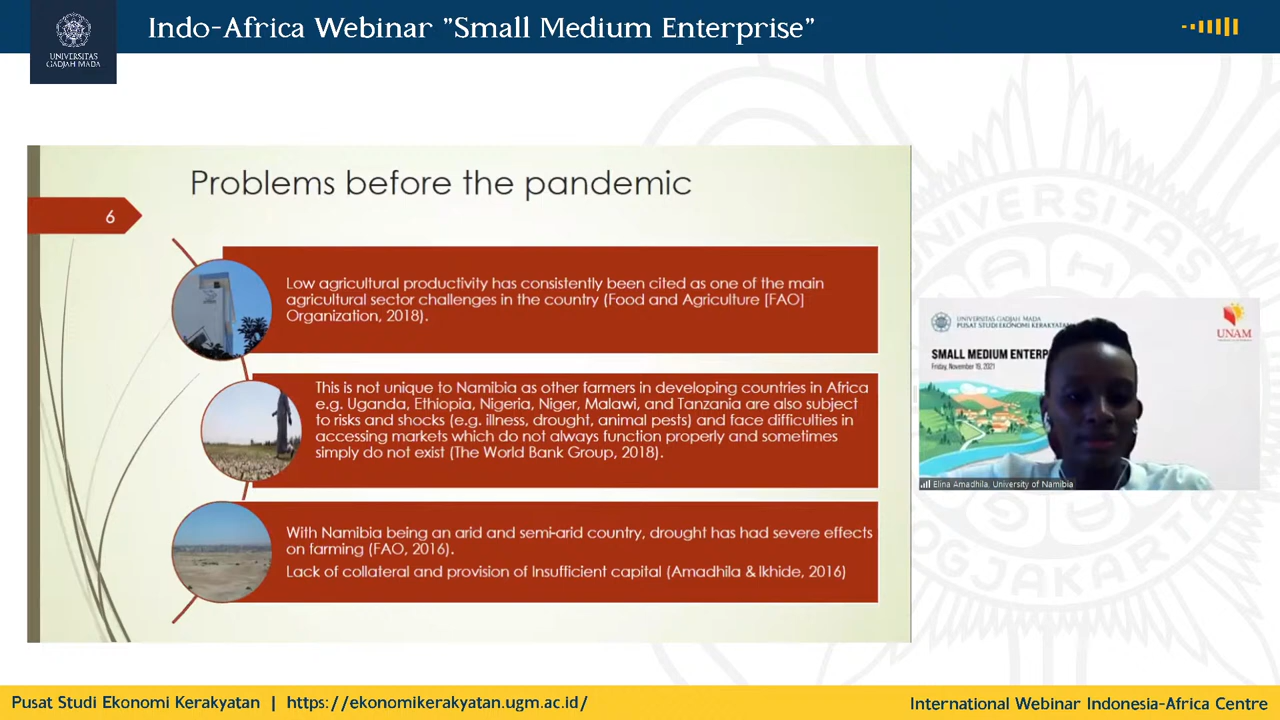 Indo-Africa Webinar "Small Medium Enterprise"
UNIVERSITAS
GADJAH MADA
Problems before the pandemic
6
Low agricultural productivity has consistently been cited as one of the main
agricultural sector challenges in the country (Food and Agriculture [FAO]
Organization, 2018).
This is not unique to Namibia as other farmers in developing countries in Africa
e.g. Uganda, Ethiopia, Nigeria, Niger, Malawi, and Tanzania are also subject
to risks and shocks (e.g. illness, drought, animal pests) and face difficulties in
accessing markets which do not always function properly and sometimes
simply do not exist (The World Bank Group, 2018).
With Namibia being an arid and semi-arid country, drought has had severe effects
on farming (FAO, 2016).
Lack of collateral and provision of Insufficient capital (Amadhila & Ikhide, 2016)
UNIVERSITAS GADJAH MADA
PUSAT STUDI EKONOMI KERAKYATAN
UNAM
SMALL MEDIUM ENTERP
Friday, November 19, 2021
Elina Amadhila, University of Namibia
Pusat Studi Ekonomi Kerakyatan | https://ekonomikerakyatan.ugm.ac.id/
International Webinar Indonesia-Africa Centre